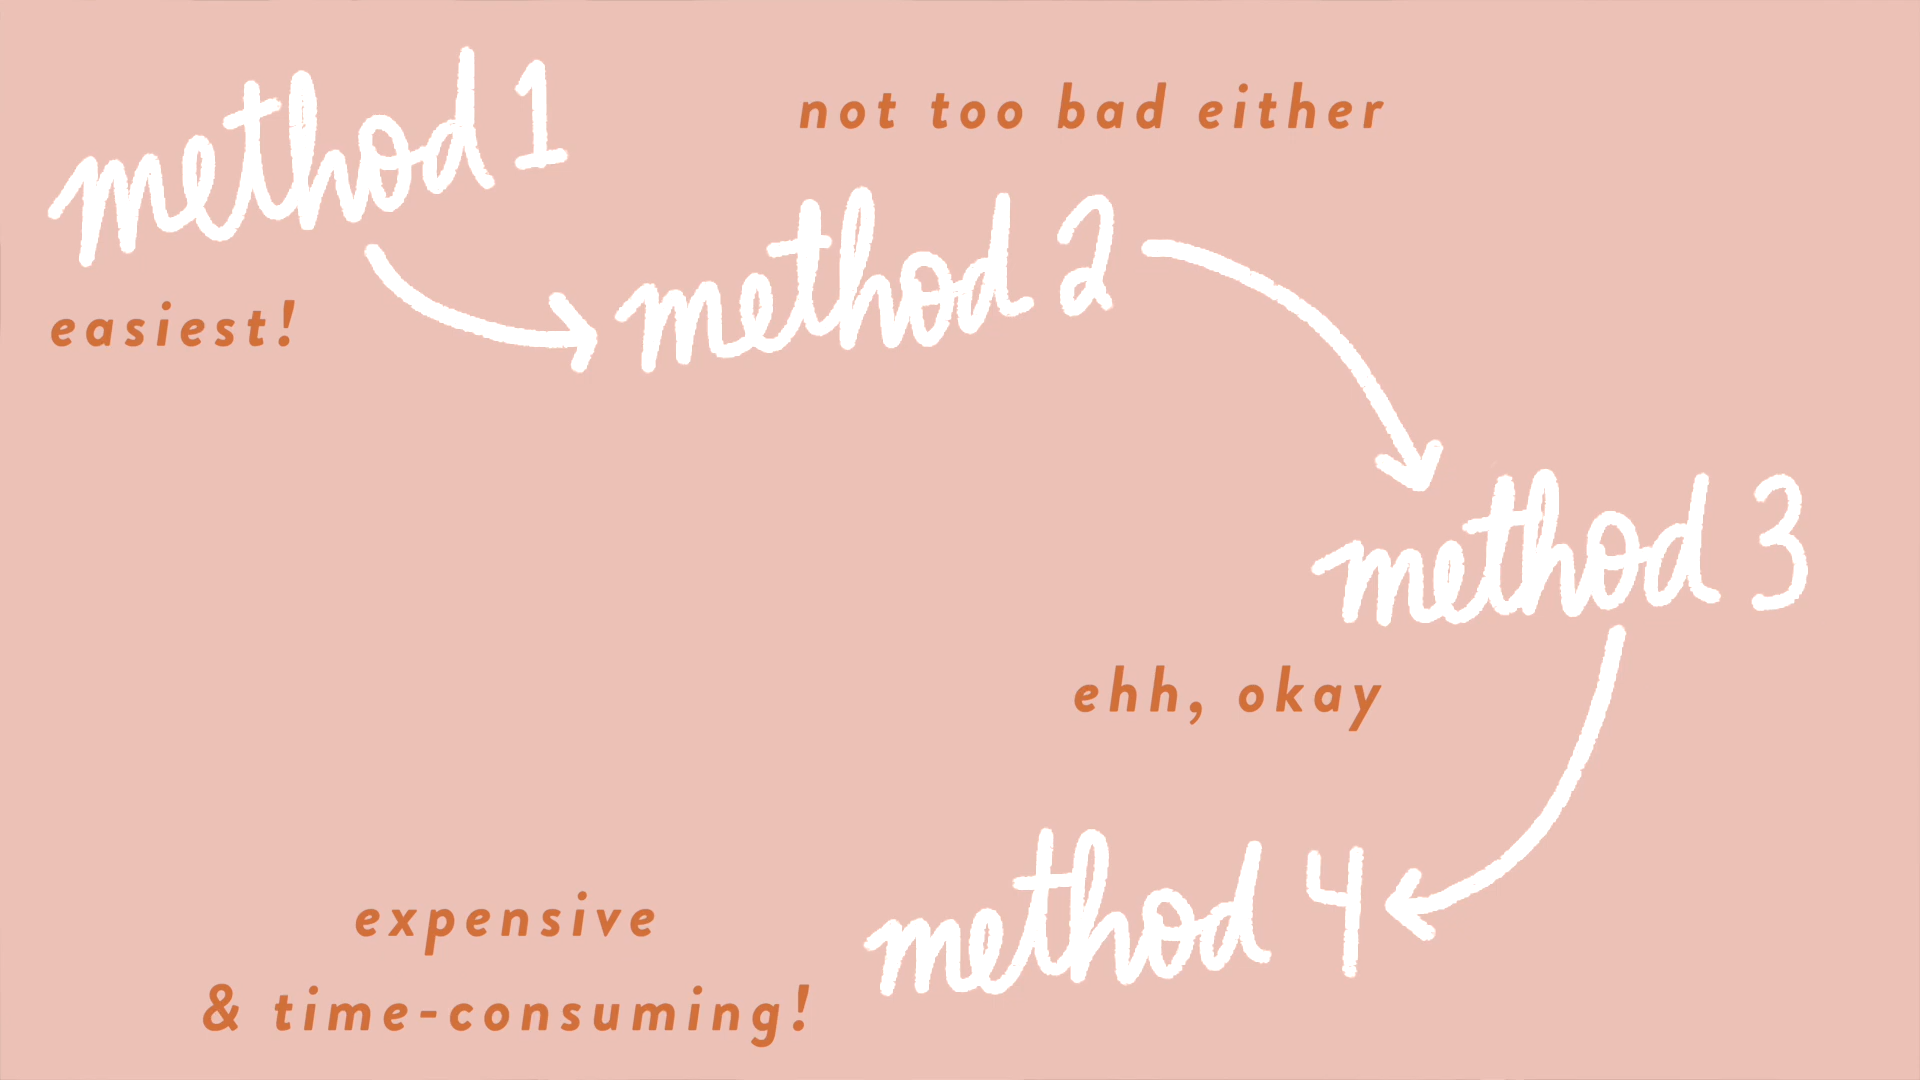 method 1
easiest!
not too bad either
method 2
method 3
ehh, okay
method 4
expensive
& time-consuming!